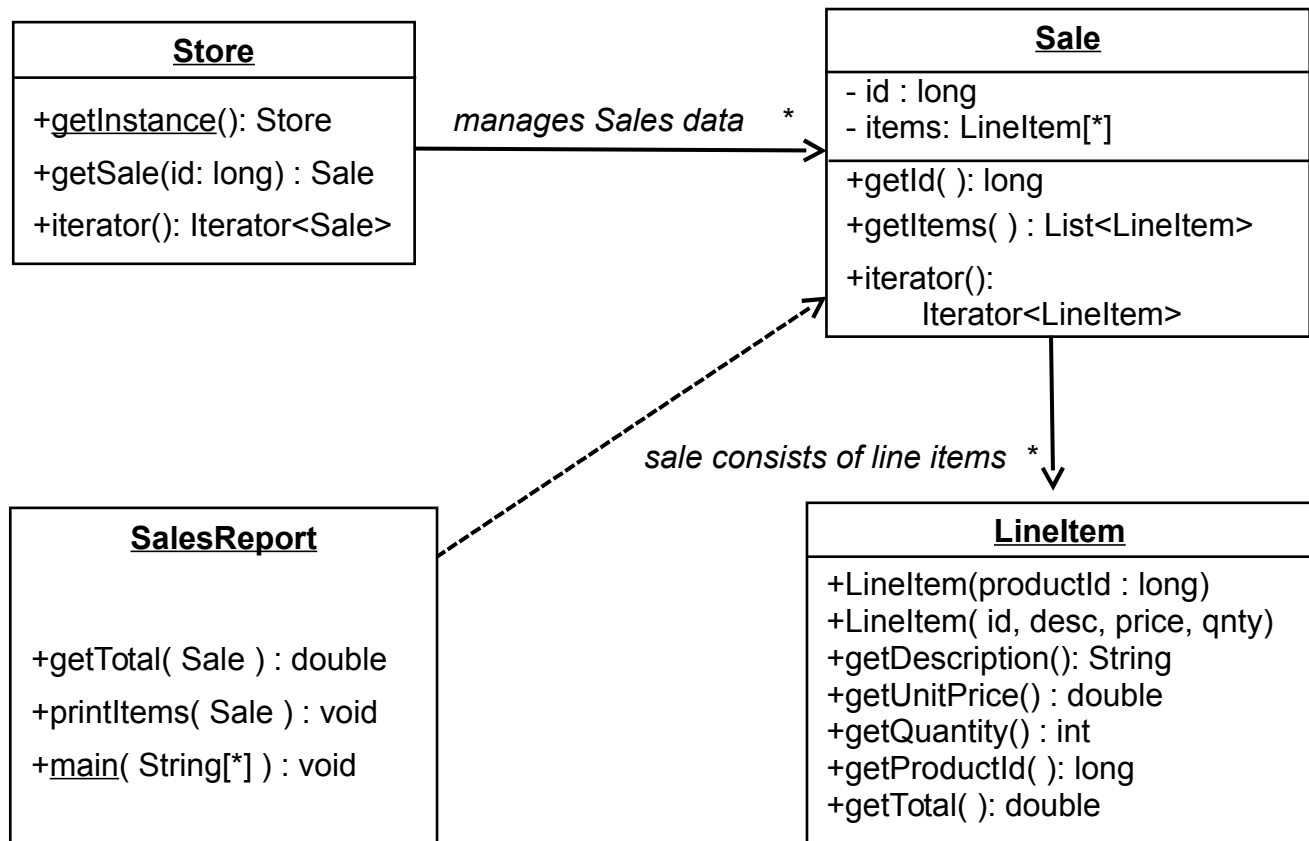 Store
+getInstance(): Store
+getSale(id: long) : Sale
+iterator(): Iterator<Sale>
manages Sales data *
Sale
- id : long
- items: LineItem[*]
+getId( ): long
+getItems( ) : List<LineItem>
+iterator():
Iterator<LineItem>
sale consists of line items *
SalesReport
+getTotal( Sale ) : double
+printItems( Sale ) : void
+main( String[*] ) : void
LineItem
+LineItem(productId : long)
+LineItem( id, desc, price, qnty)
+getDescription(): String
+getUnitPrice() : double
+getQuantity() : int
+getProductId( ): long
+getTotal( ): double